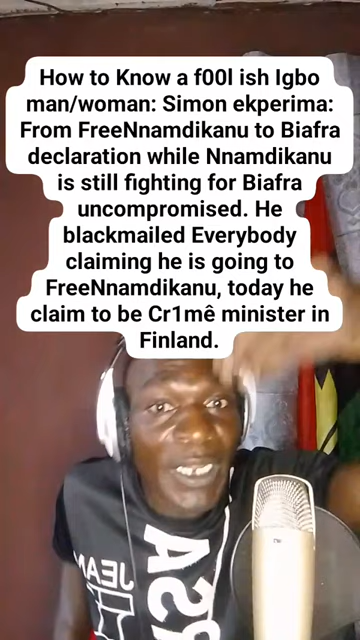 How to Know a f00l ish Igbo
man/woman: Simon ekperima:
From FreeNnamdikanu to Biafra
declaration while Nnamdikanu
is still fighting for Biafra
uncompromised. He
blackmailed Everybody
claiming he is going to
FreeNnamdikanu, today he
claim to be Cr1mê minister in
Finland.
JEAN